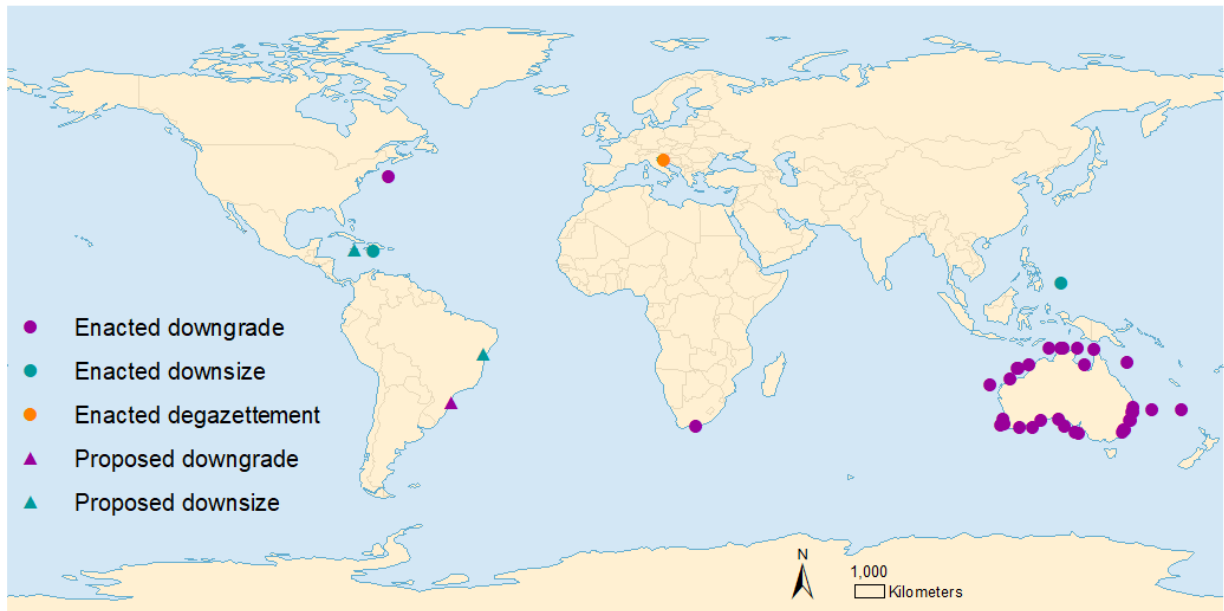 Enacted downgrade
Enacted downsize
Enacted degazettement
Proposed downgrade
Proposed downsize
N
1,000
Kilometers